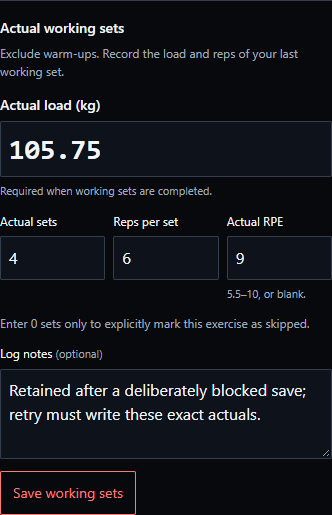 Actual working sets
Exclude warm-ups. Record the load and reps of your last
working set.
Actual load (kg)
105.75
Required when working sets are completed.
Actual sets
Reps per set
Actual RPE
4
6
9
5.5–10, or blank.
Enter 0 sets only to explicitly mark this exercise as skipped.
Log notes (optional)
Retained after a deliberately blocked save;
retry must write these exact actuals.
Save working sets